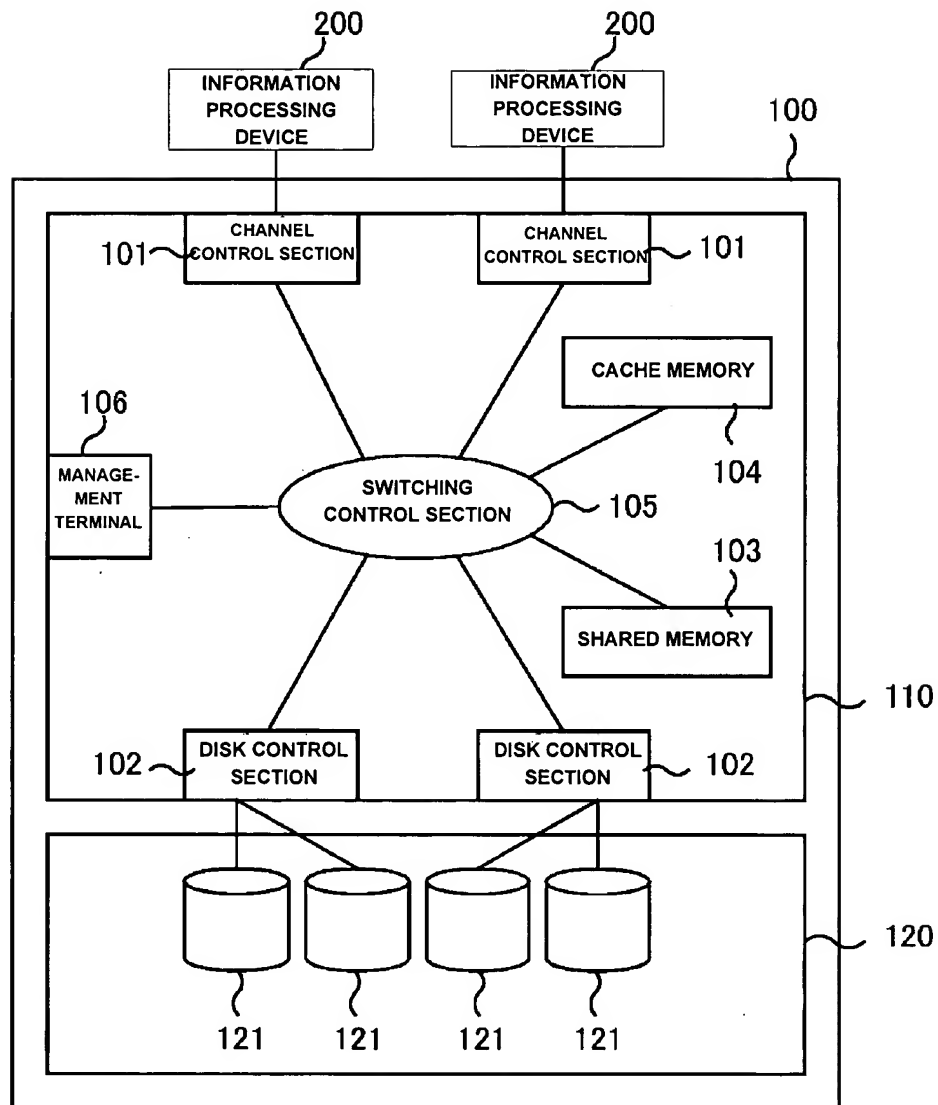 200
200
INFORMATION
PROCESSING
DEVICE
INFORMATION
PROCESSING
DEVICE
100
CHANNEL
CONTROL SECTION
101
CHANNEL
CONTROL SECTION
101
CACHE MEMORY
104
106
MANAGE-
MENT
TERMINAL
SWITCHING
CONTROL SECTION
105
103
SHARED MEMORY
110
102
DISK CONTROL
SECTION
DISK CONTROL
SECTION
102
120
121
121
121
121